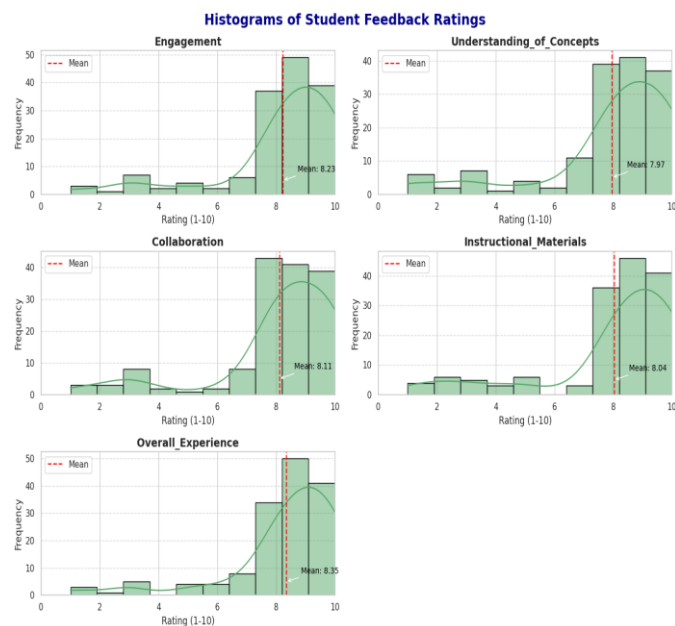 Histograms of Student Feedback Ratings
Engagement
Mean
Frequency
50
40
30
20
10
0
Mean: 8.23
0 2 4 6 8 10
Rating (1-10)
Understanding_of_Concepts
Mean
Frequency
40
30
20
10
0
Mean: 7.97
0 2 4 6 8 10
Rating (1-10)
Collaboration
Mean
Frequency
40
30
20
10
0
Mean: 8.11
0 2 4 6 8 10
Rating (1-10)
Instructional_Materials
Mean
Frequency
40
30
20
10
0
Mean: 8.04
0 2 4 6 8 10
Rating (1-10)
Overall_Experience
Mean
Frequency
50
40
30
20
10
0
Mean: 8.35
0 2 4 6 8 10
Rating (1-10)